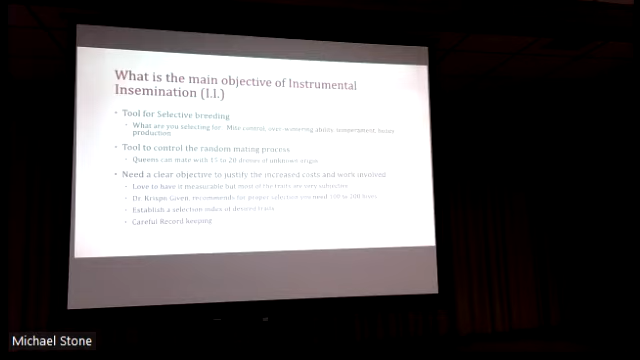 What is the main objective of Instrumental
Insemination (I.I.)
• Tool for Selective breeding
• What are you selecting for Mite control, over-wintering ability, temperament, honey
production
• Tool to control the random mating process
• Queens can mate with 15 to 20 drones of unknown origin
• Need a clear objective to justify the increased costs and work involved
• Love to have it measurable but most of the traits are very subjective
• Dr. Krispn Given, recommends for proper selection you need to 200 hives
• Establish a selection index of desired traits
• Careful Record keeping
Michael Stone